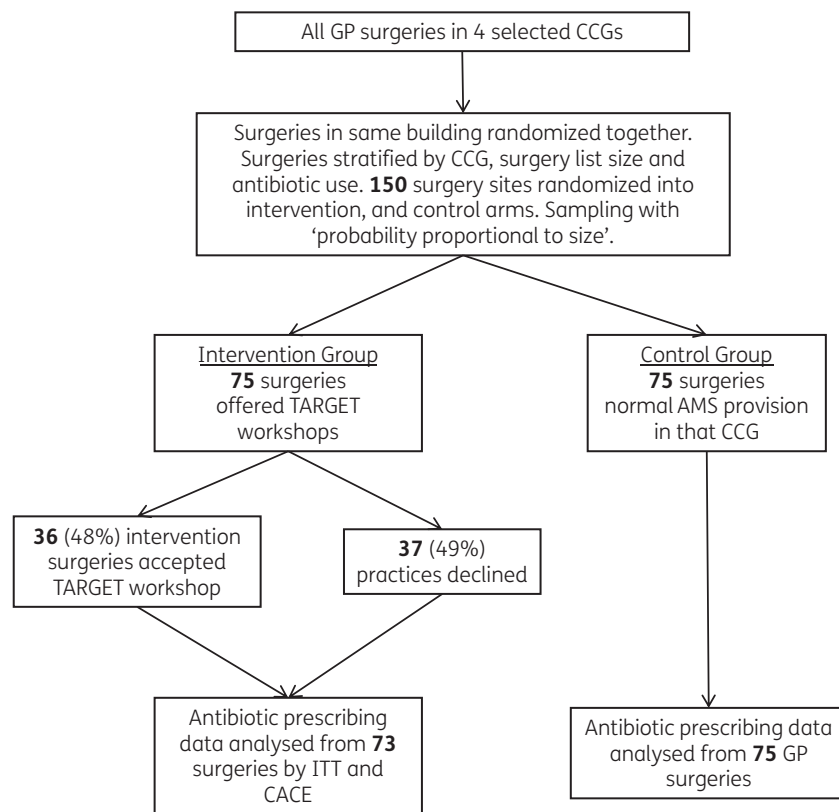 All GP surgeries in 4 selected CCGs
Surgeries in same building randomized together.
Surgeries stratified by CCG, surgery list size and
antibiotic use. 150 surgery sites randomized into
intervention, and control arms. Sampling with
‘probability proportional to size’.
Intervention Group
75 surgeries
offered TARGET
workshops
Control Group
75 surgeries
normal AMS provision
in that CCG
36 (48%) intervention
surgeries accepted
TARGET workshop
37 (49%)
practices declined
Antibiotic prescribing
data analysed from 73
surgeries by ITT and
CACE
Antibiotic prescribing data
analysed from 75 GP
surgeries